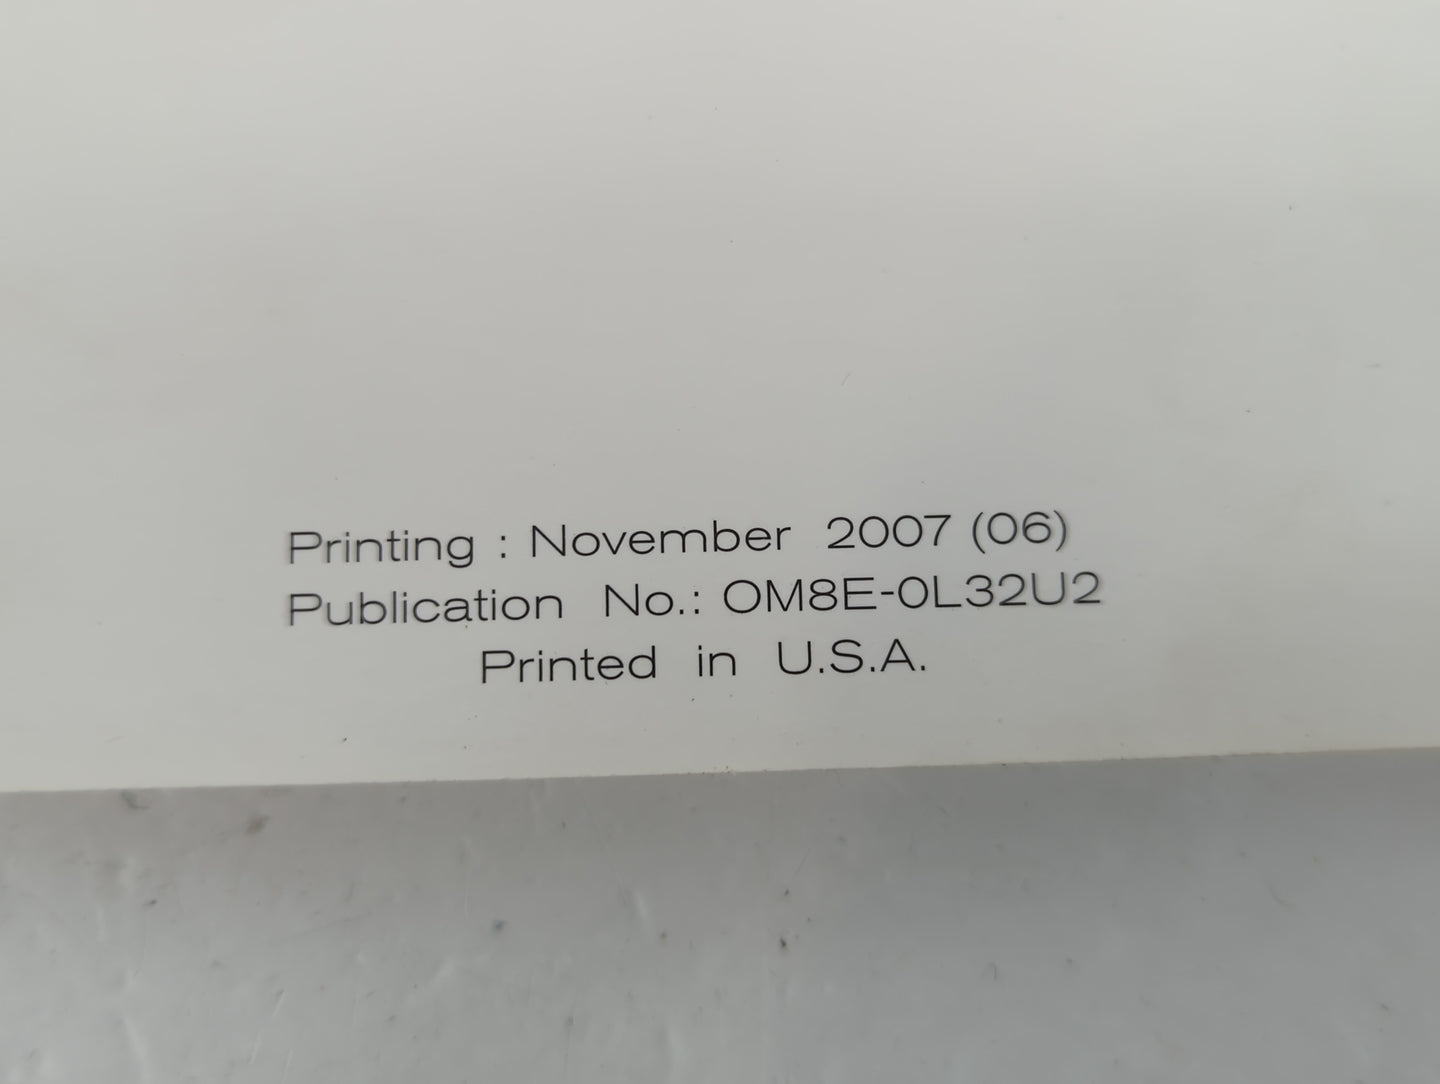 Printing : November 2007 (06)
Publication No.: OM8E-0L32U2
Printed in U.S.A.